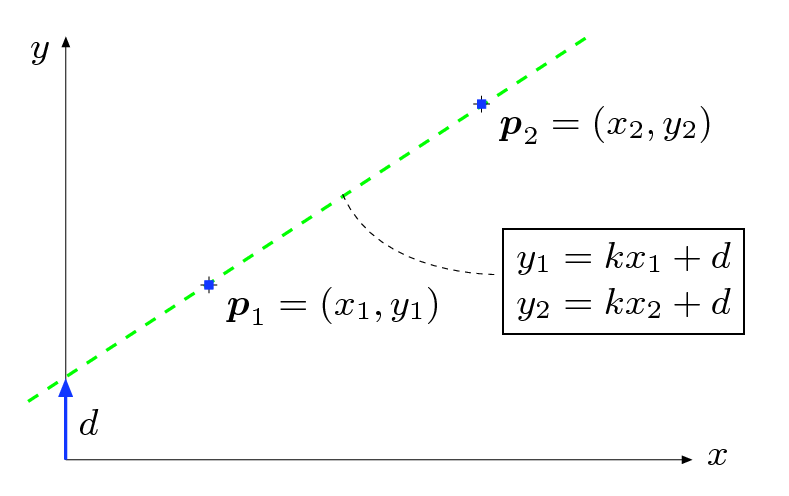 y
p₂ = (x₂, y₂)
y₁ = kx₁ + d
y₂ = kx₂ + d
p₁ = (x₁, y₁)
d
x